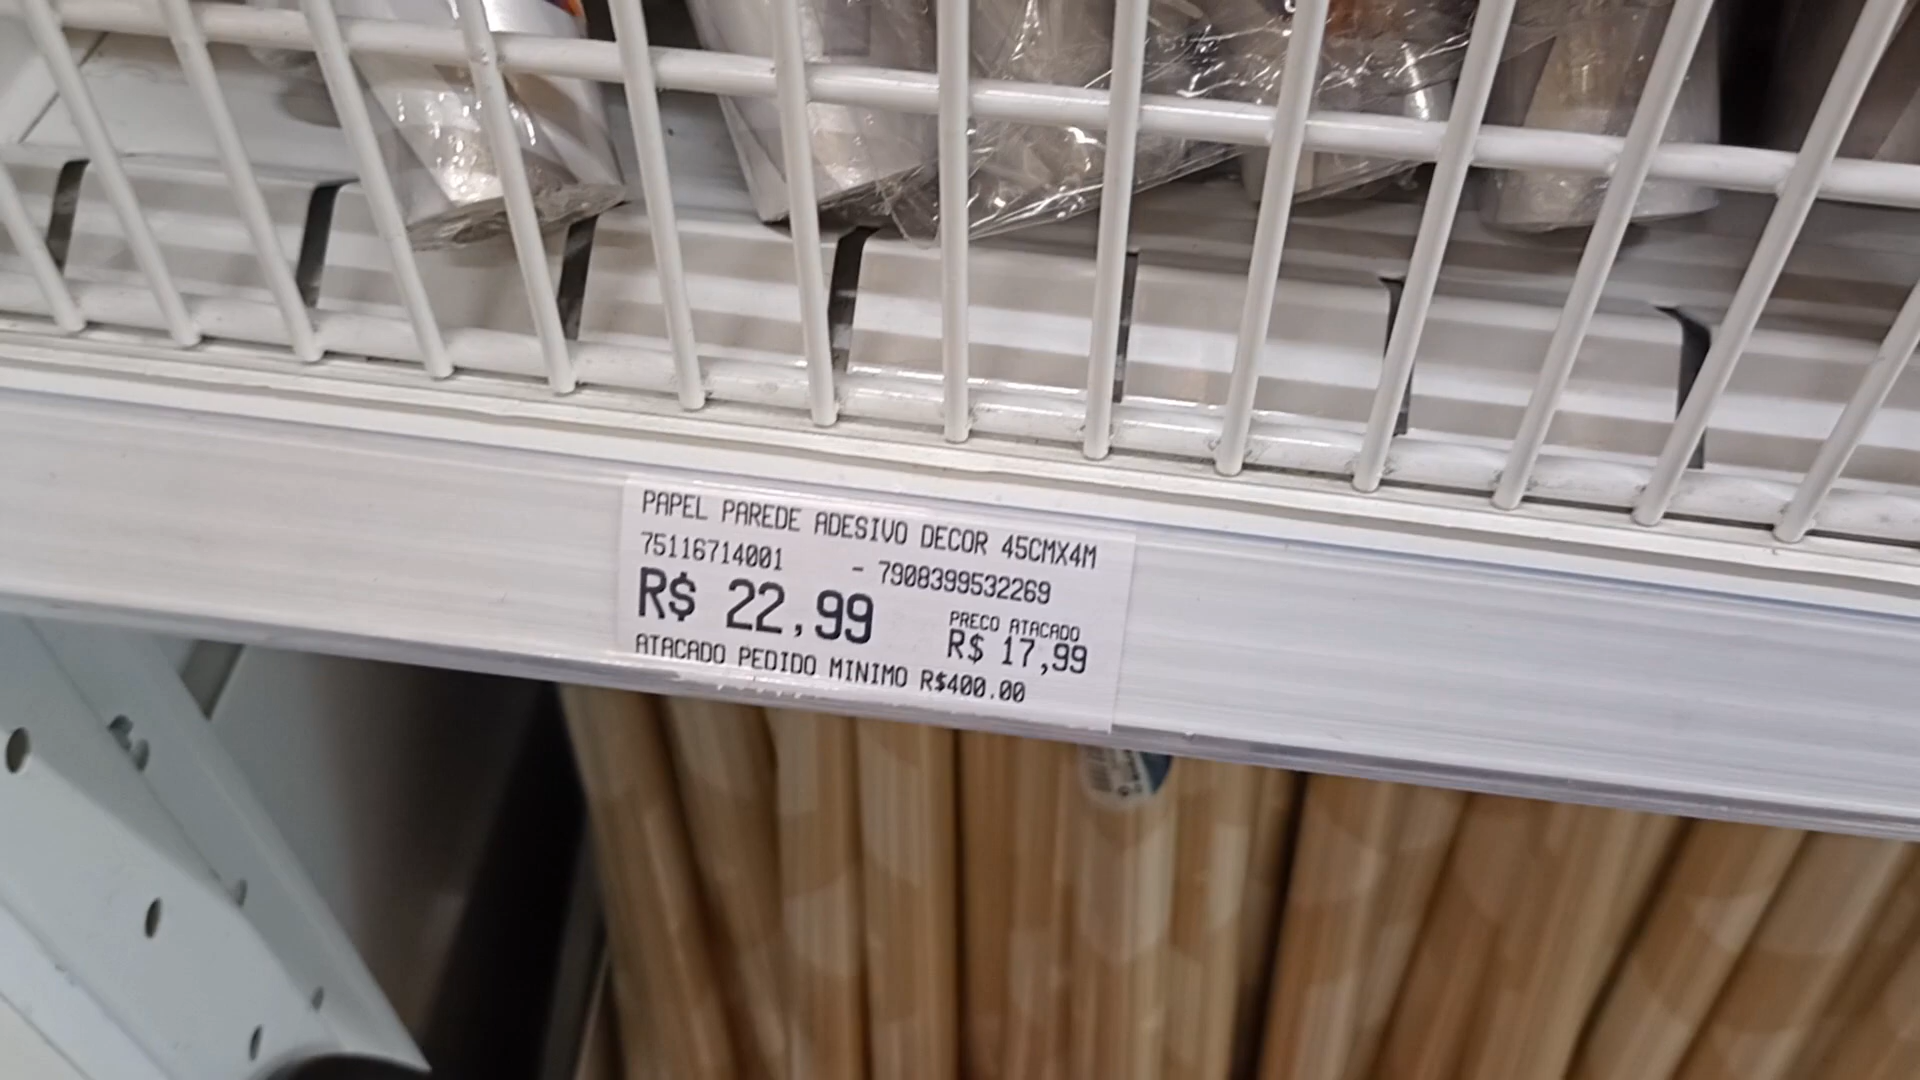 PAPEL PAREDE ADESIVO DECOR 45CMX4M
75116714001 - 7908399532269
R$ 22,99
PRECO ATACADO
R$ 17,99
ATACADO PEDIDO MINIMO R$400.00